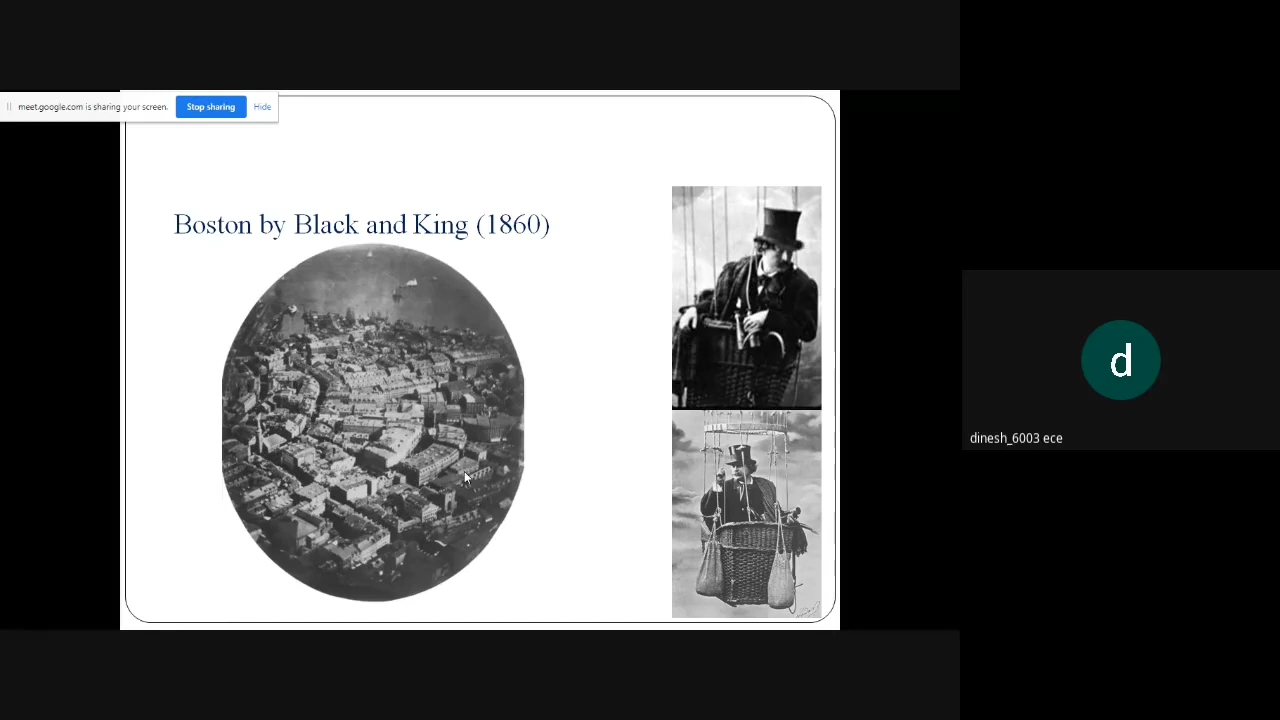 meet.google.com is sharing your screen.
Stop sharing
Hide
Boston by Black and King (1860)
d
dinesh_6003 ece